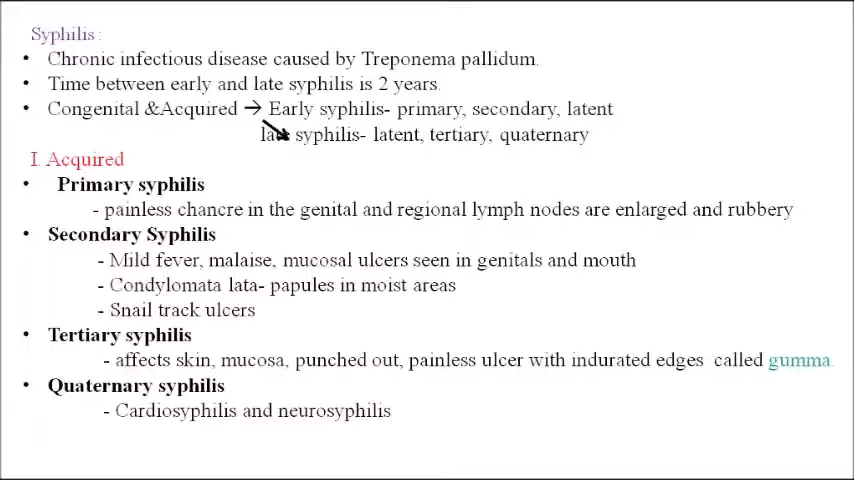 Syphilis :
• Chronic infectious disease caused by Treponema pallidum.
• Time between early and late syphilis is 2 years.
• Congenital &Acquired → Early syphilis- primary, secondary, latent
late syphilis- latent, tertiary, quaternary
I. Acquired
• Primary syphilis
- painless chancre in the genital and regional lymph nodes are enlarged and rubbery
• Secondary Syphilis
- Mild fever, malaise, mucosal ulcers seen in genitals and mouth
- Condylomata lata- papules in moist areas
- Snail track ulcers
• Tertiary syphilis
- affects skin, mucosa, punched out, painless ulcer with indurated edges called gumma.
• Quaternary syphilis
- Cardiosyphilis and neurosyphilis